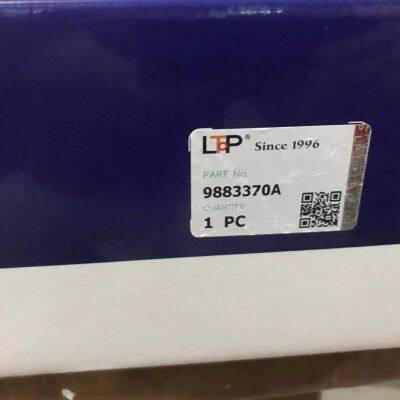 LTP® Since 1996
PART No.
9883370A
QUANTITY
1 PC